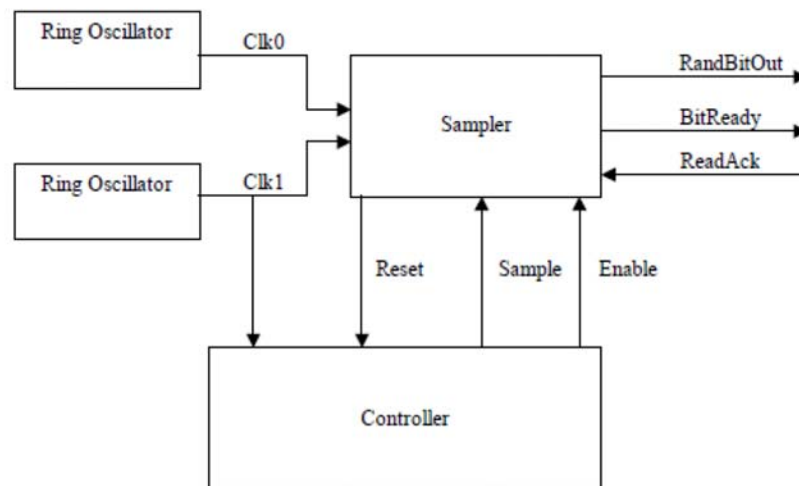 Ring Oscillator
Clk0
RandBitOut
Sampler
BitReady
ReadAck
Ring Oscillator
Clk1
Reset
Sample
Enable
Controller